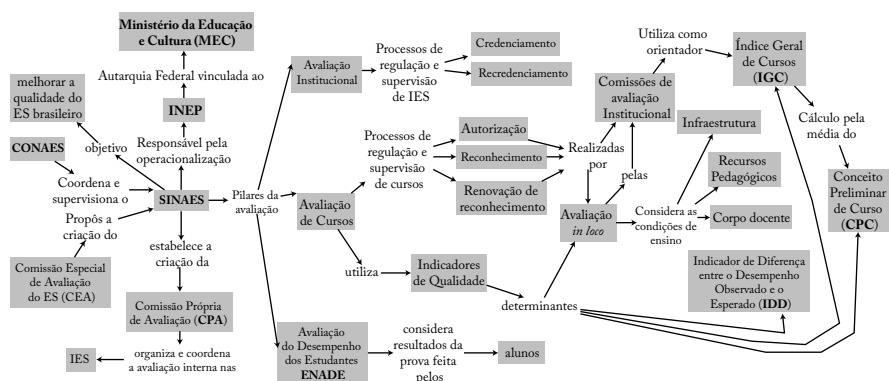 Ministério da Educação
e Cultura (MEC)
Autarquia Federal vinculada ao
INEP
Responsável pela
operacionalização
melhorar a
qualidade do
ES brasileiro
objetivo
CONAES
Coordena e
supervisiona o
SINAES
Propôs a
criação do
Comissão Especial
de Avaliação
do ES (CEA)
estabelece a
criação da
Comissão Própria
de Avaliação (CPA)
organiza e coordena
a avaliação interna nas
IES
Pilares da
avaliação
Avaliação
Institucional
Processos de
regulação e
supervisão
de IES
Credenciamento
Recredenciamento
Avaliação
de Cursos
Processos de
regulação e
supervisão
de cursos
Autorização
Reconhecimento
Renovação de
reconhecimento
Realizadas
por
Avaliação
in loco
pelas
Comissões de
avaliação
Institucional
Utiliza como
orientador
Índice Geral
de Cursos
(IGC)
Cálculo pela
média do
Conceito
Preliminar
de Curso
(CPC)
Considera as
condições de
ensino
Infraestrutura
Recursos
Pedagógicos
Corpo docente
utiliza
Indicadores
de Qualidade
determinantes
Indicador de Diferença
entre o Desempenho
Observado e o
Esperado (IDD)
Avaliação
do Desempenho
dos Estudantes
ENADE
considera
resultados da
prova feita
pelos
alunos